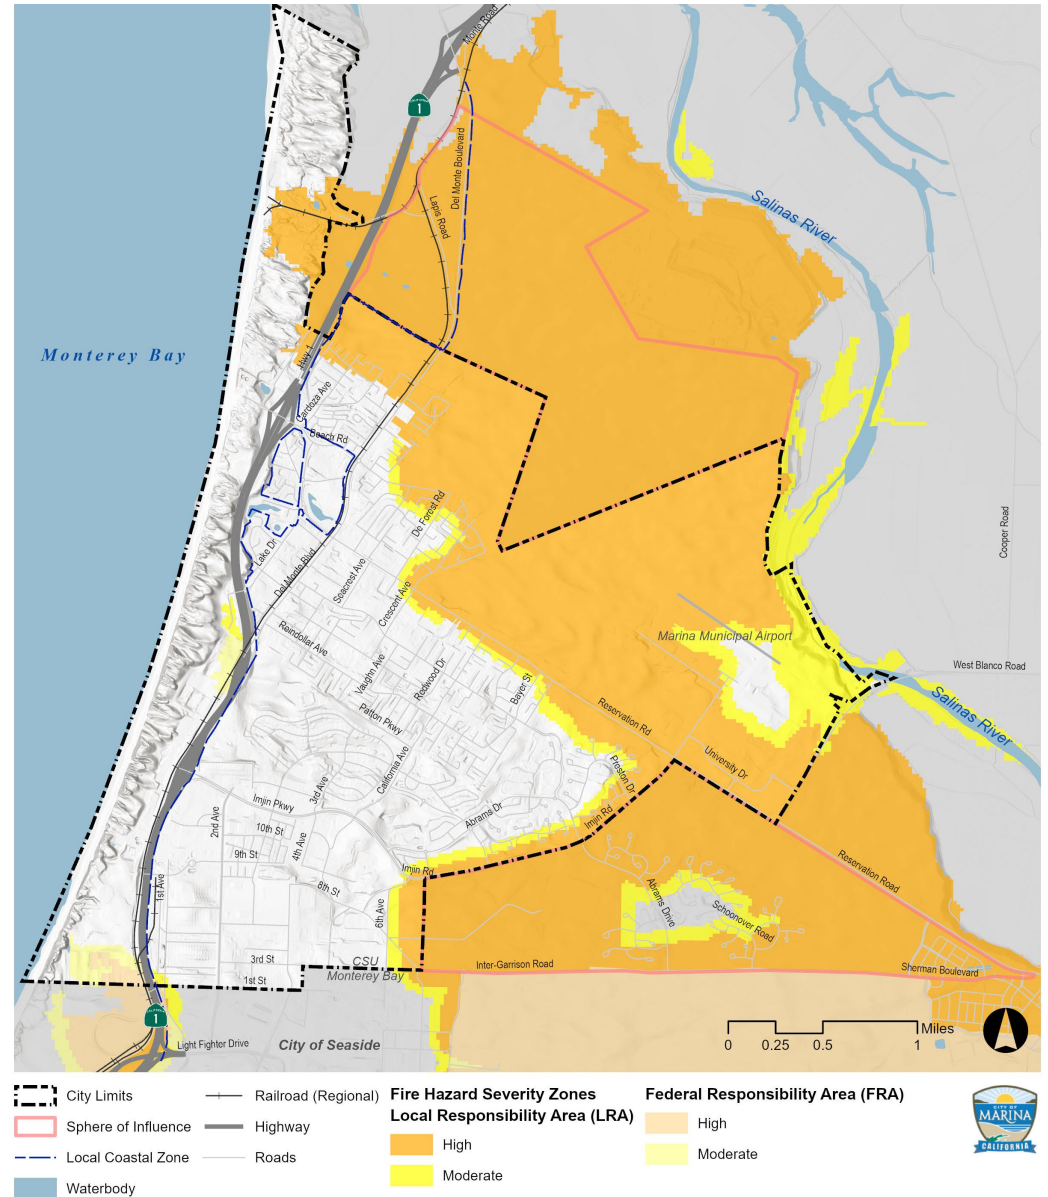 Monte Road
CALIFORNIA
1
Del Monte Boulevard
Lapis Road
Salinas
River
Monterey Bay
Hwy 1
Cardoza Ave
Beach Rd
De Forest Rd
Cooper Road
Lake Dr
Del Monte Blvd
Seacrest Ave
Crescent Ave
Reindollar Ave
Marina Municipal Airport
West Blanco Road
Vaughn Ave
Redwood Dr
Bayer St
Salinas River
Reservation Rd
Patton Pkwy
California Ave
University Dr
Preston Dr
3rd Ave
Imjin Pkwy
Abrams Dr
Imjin Rd
2nd Ave
10th St
4th Ave
9th St
Imjin Rd
Reservation Road
1st Ave
8th St
6th Ave
Abrams Drive
Schoonover Road
3rd St
CSU
Monterey Bay
1st St
Inter-Garrison Road
Sherman Boulevard
1
Light Fighter Drive
City of Seaside
Miles
0 0.25 0.5 1
City Limits
Sphere of Influence
Local Coastal Zone
Waterbody
Railroad (Regional)
Highway
Roads
Fire Hazard Severity Zones
Local Responsibility Area (LRA)
High
Moderate
Federal Responsibility Area (FRA)
High
Moderate
CITY OF
MARINA
CALIFORNIA